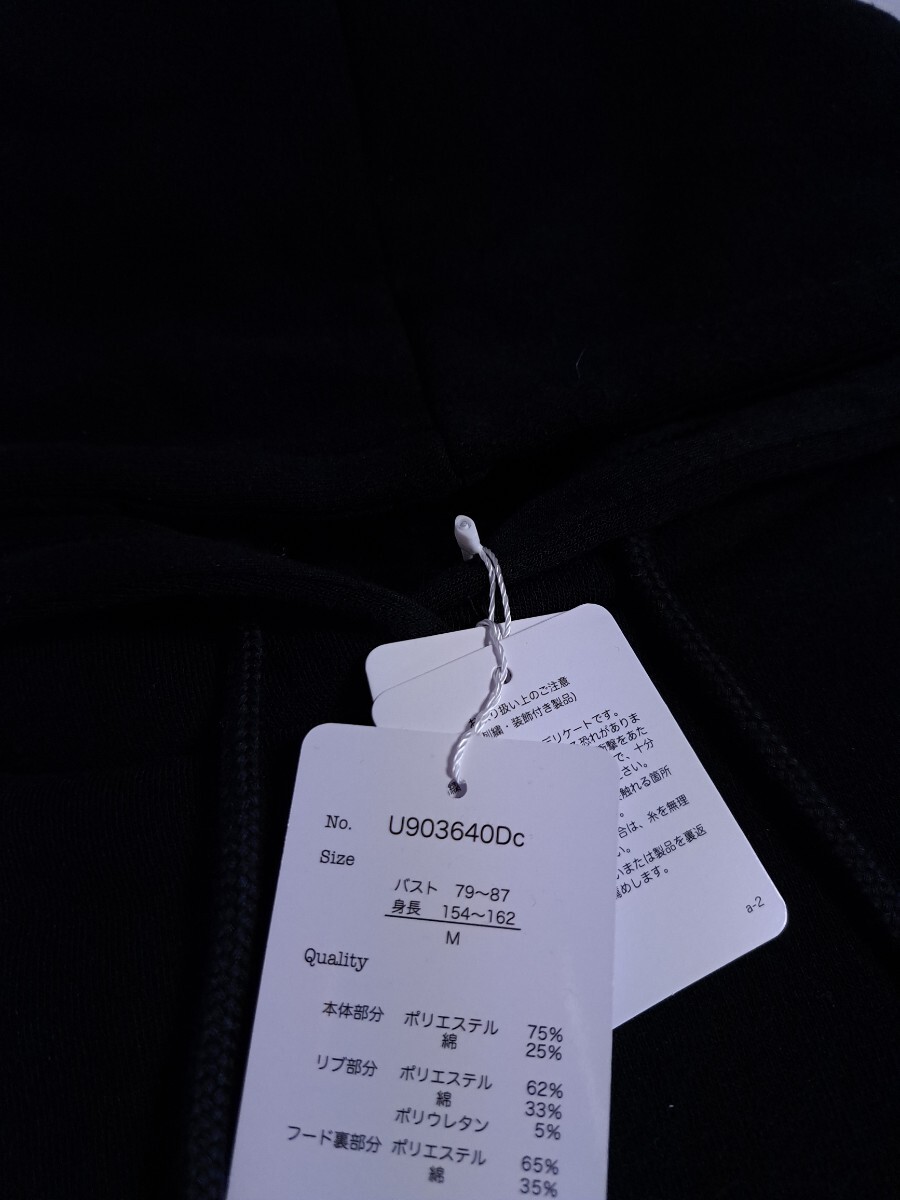 No. U903640Dc
Size
バスト 79〜87
身長 154〜162
M
Quality
本体部分 ポリエステル 75%
綿 25%
リブ部分 ポリエステル 62%
綿 33%
ポリウレタン 5%
フード裏部分 ポリエステル 65%
綿 35%
り扱い上のご注意
刺繍・装飾付き製品)
デリケートです。
恐れがありま
衝撃をあた
で、十分
さい。
触れる箇所
。
合は、糸を無理
い。
いまたは製品を裏返
勧めします。
a-2